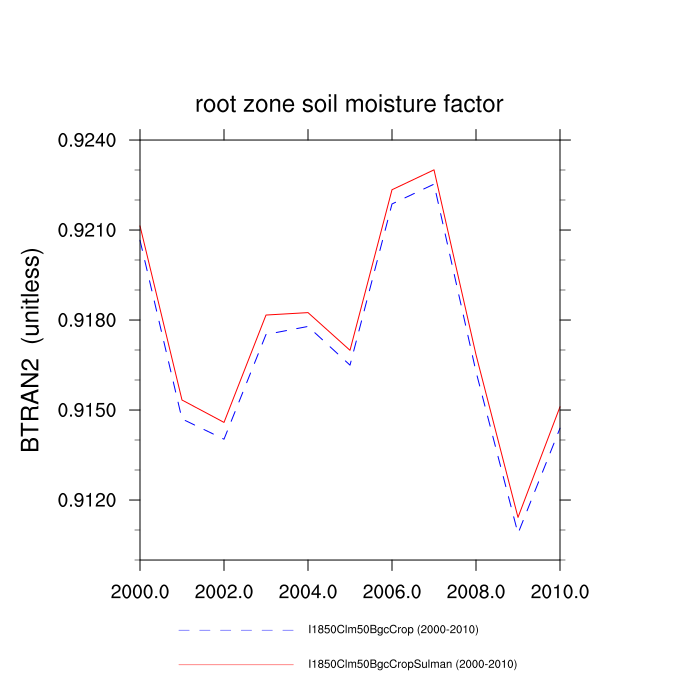 root zone soil moisture factor
0.9240
0.9210
0.9180
0.9150
0.9120
BTRAN2 (unitless)
2000.0 2002.0 2004.0 2006.0 2008.0 2010.0
I1850Clm50BgcCrop (2000-2010)
I1850Clm50BgcCropSulman (2000-2010)